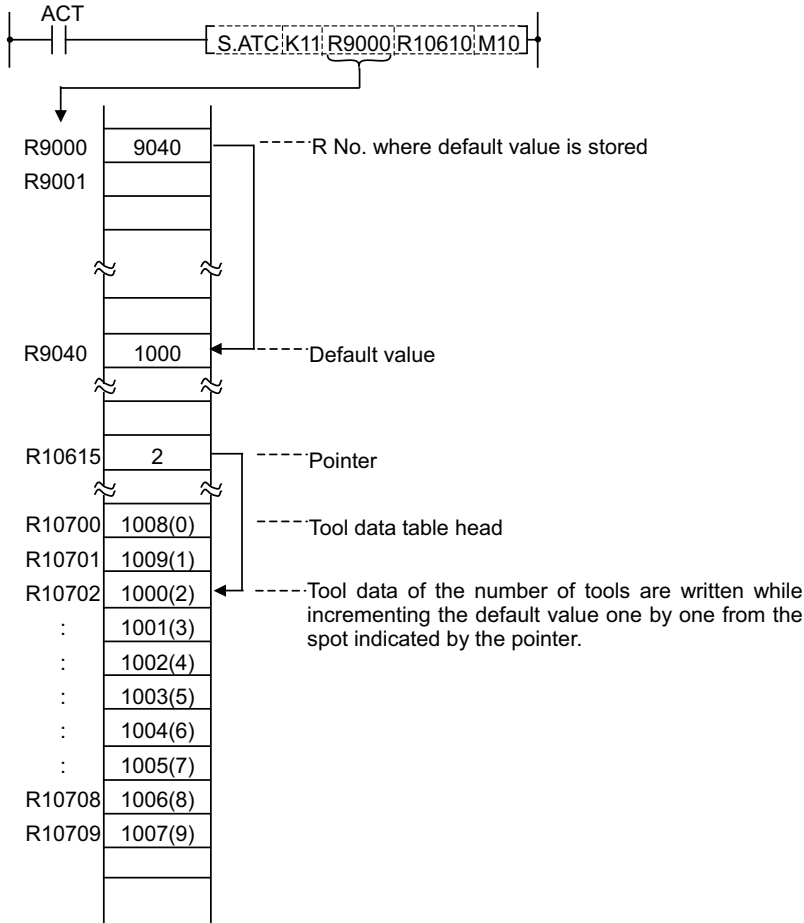 ACT
S.ATC K11 R9000 R10610 M10
R9000 9040 R No. where default value is stored
R9001
R9040 1000 Default value
R10615 2 Pointer
R10700 1008(0) Tool data table head
R10701 1009(1)
R10702 1000(2) Tool data of the number of tools are written while
: 1001(3) incrementing the default value one by one from the
spot indicated by the pointer.
: 1002(4)
: 1003(5)
: 1004(6)
: 1005(7)
R10708 1006(8)
R10709 1007(9)